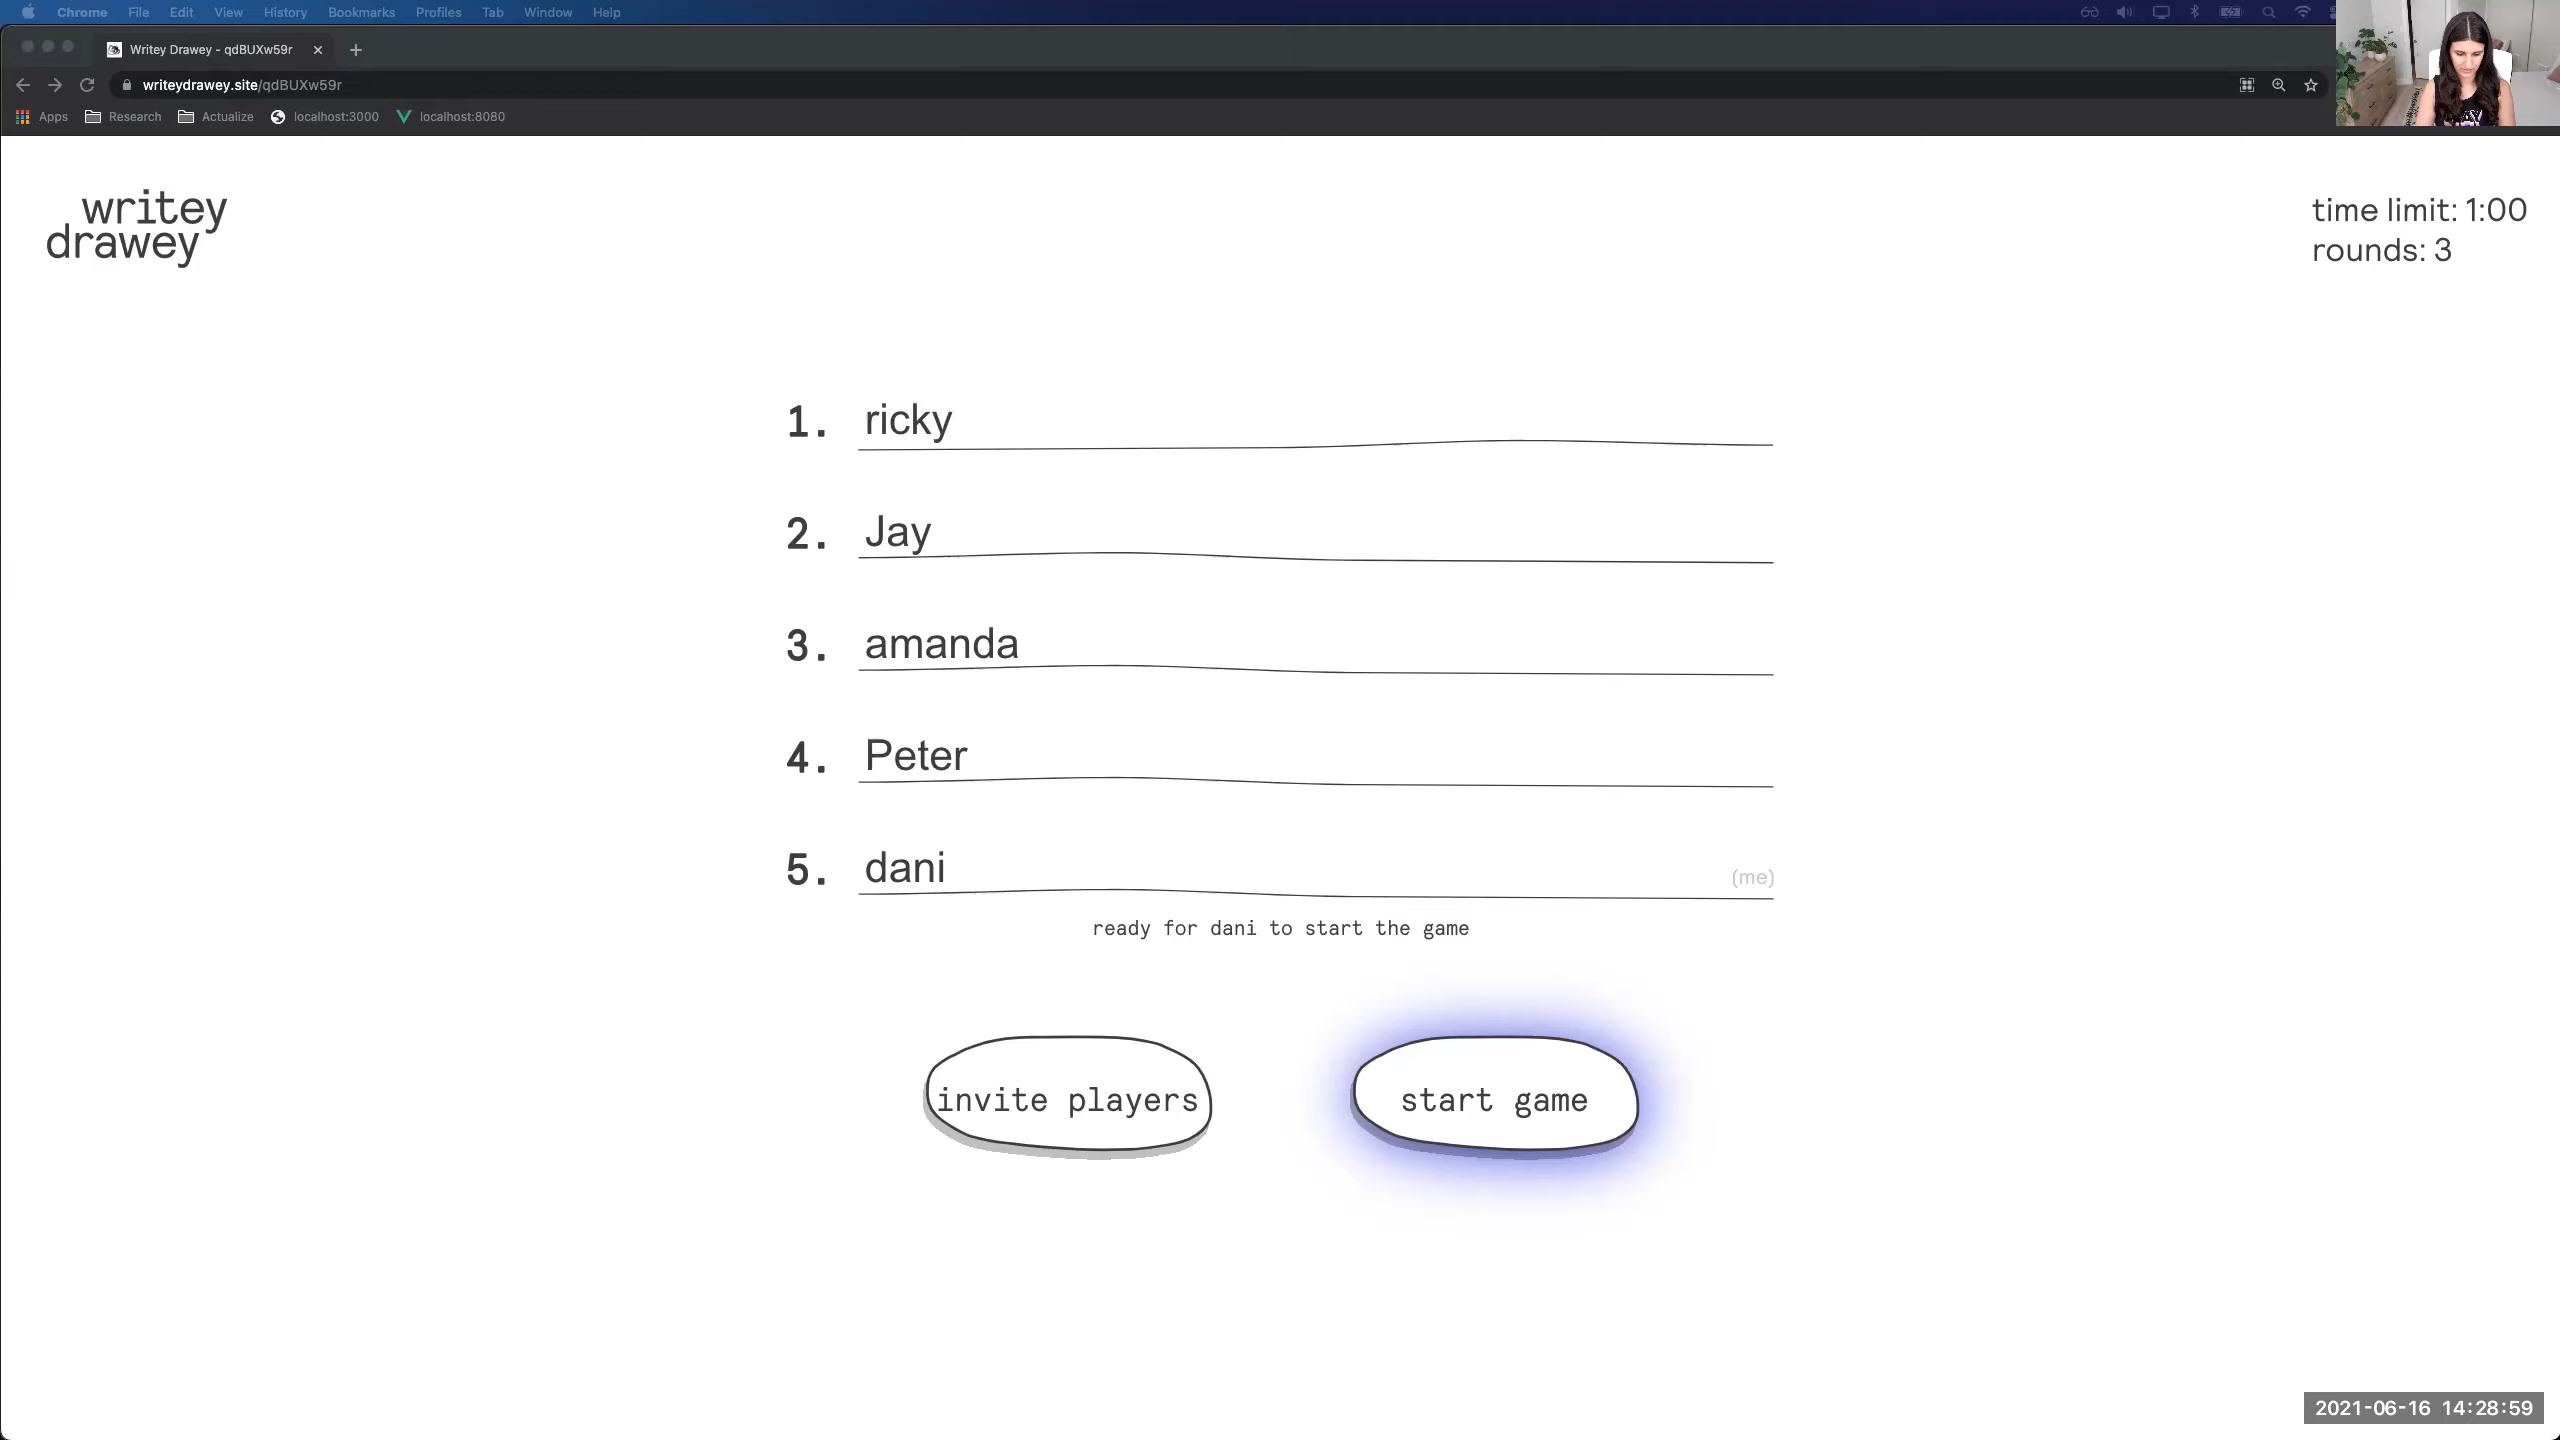 Chrome File Edit View History Bookmarks Profiles Tab Window Help
Writey Drawey - qdBUXw59r
writeydrawey.site/qdBUXw59r
Apps Research Actualize localhost:3000 localhost:8080
writey
drawey
time limit: 1:00
rounds: 3
1. ricky
2. Jay
3. amanda
4. Peter
5. dani (me)
ready for dani to start the game
invite players start game
2021-06-16 14:28:59